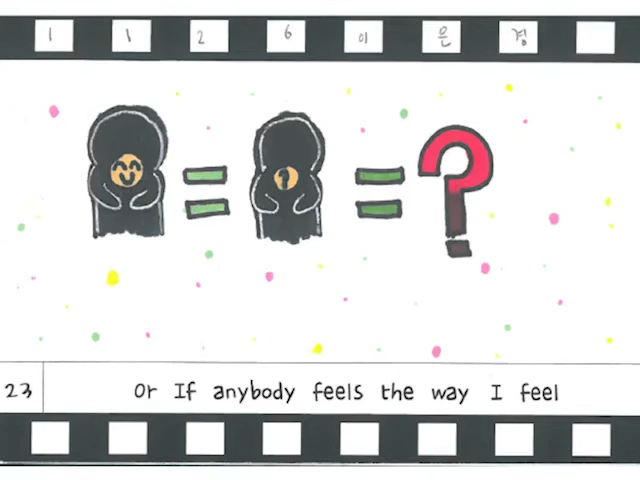 1 1 2 6 이 은 경
?
23 Or If anybody feels the way I feel